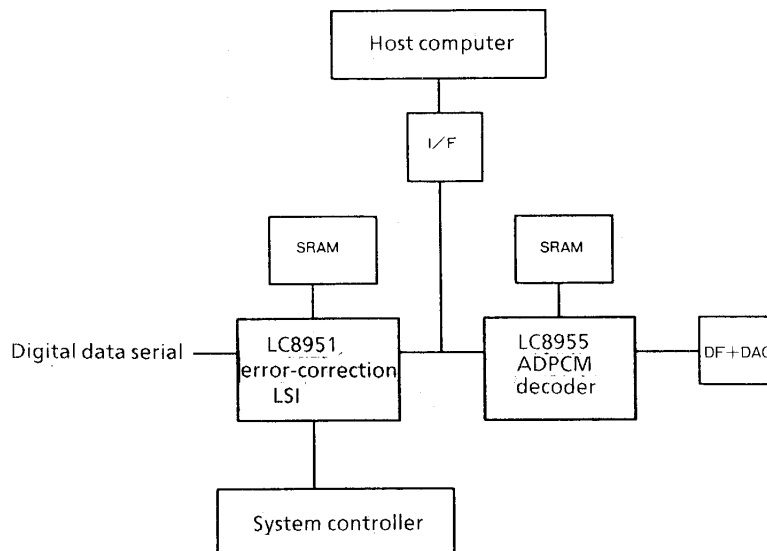 Host computer
I/F
SRAM
SRAM
Digital data serial
LC8951
error-correction
LSI
LC8955
ADPCM
decoder
DF+DAC
System controller